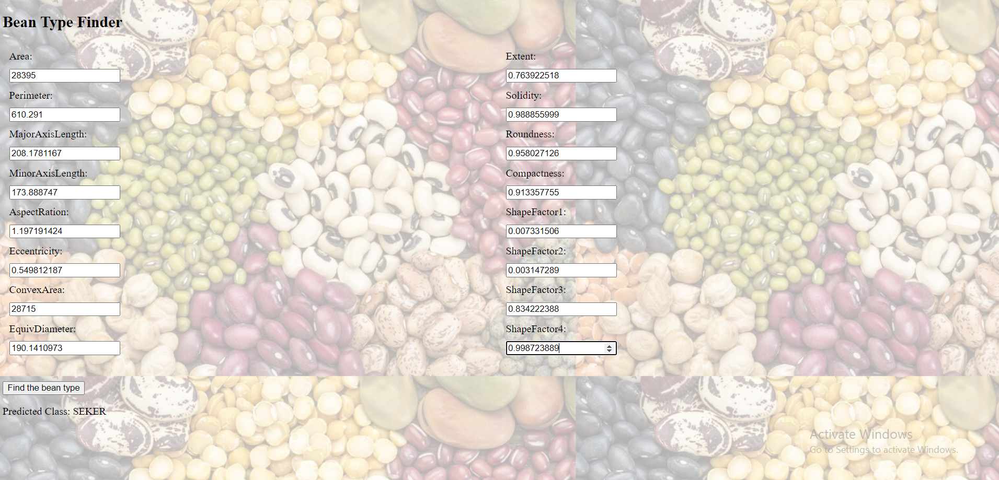 Bean Type Finder
Area:
28395
Perimeter:
610.291
MajorAxisLength:
208.1781167
MinorAxisLength:
173.888747
AspectRation:
1.197191424
Eccentricity:
0.549812187
ConvexArea:
28715
EquivDiameter:
190.1410973
Extent:
0.763922518
Solidity:
0.988855999
Roundness:
0.958027126
Compactness:
0.913357755
ShapeFactor1:
0.007331506
ShapeFactor2:
0.003147289
ShapeFactor3:
0.834222388
ShapeFactor4:
0.998723889
Find the bean type
Predicted Class: SEKER
Activate Windows
Go to Settings to activate Windows.